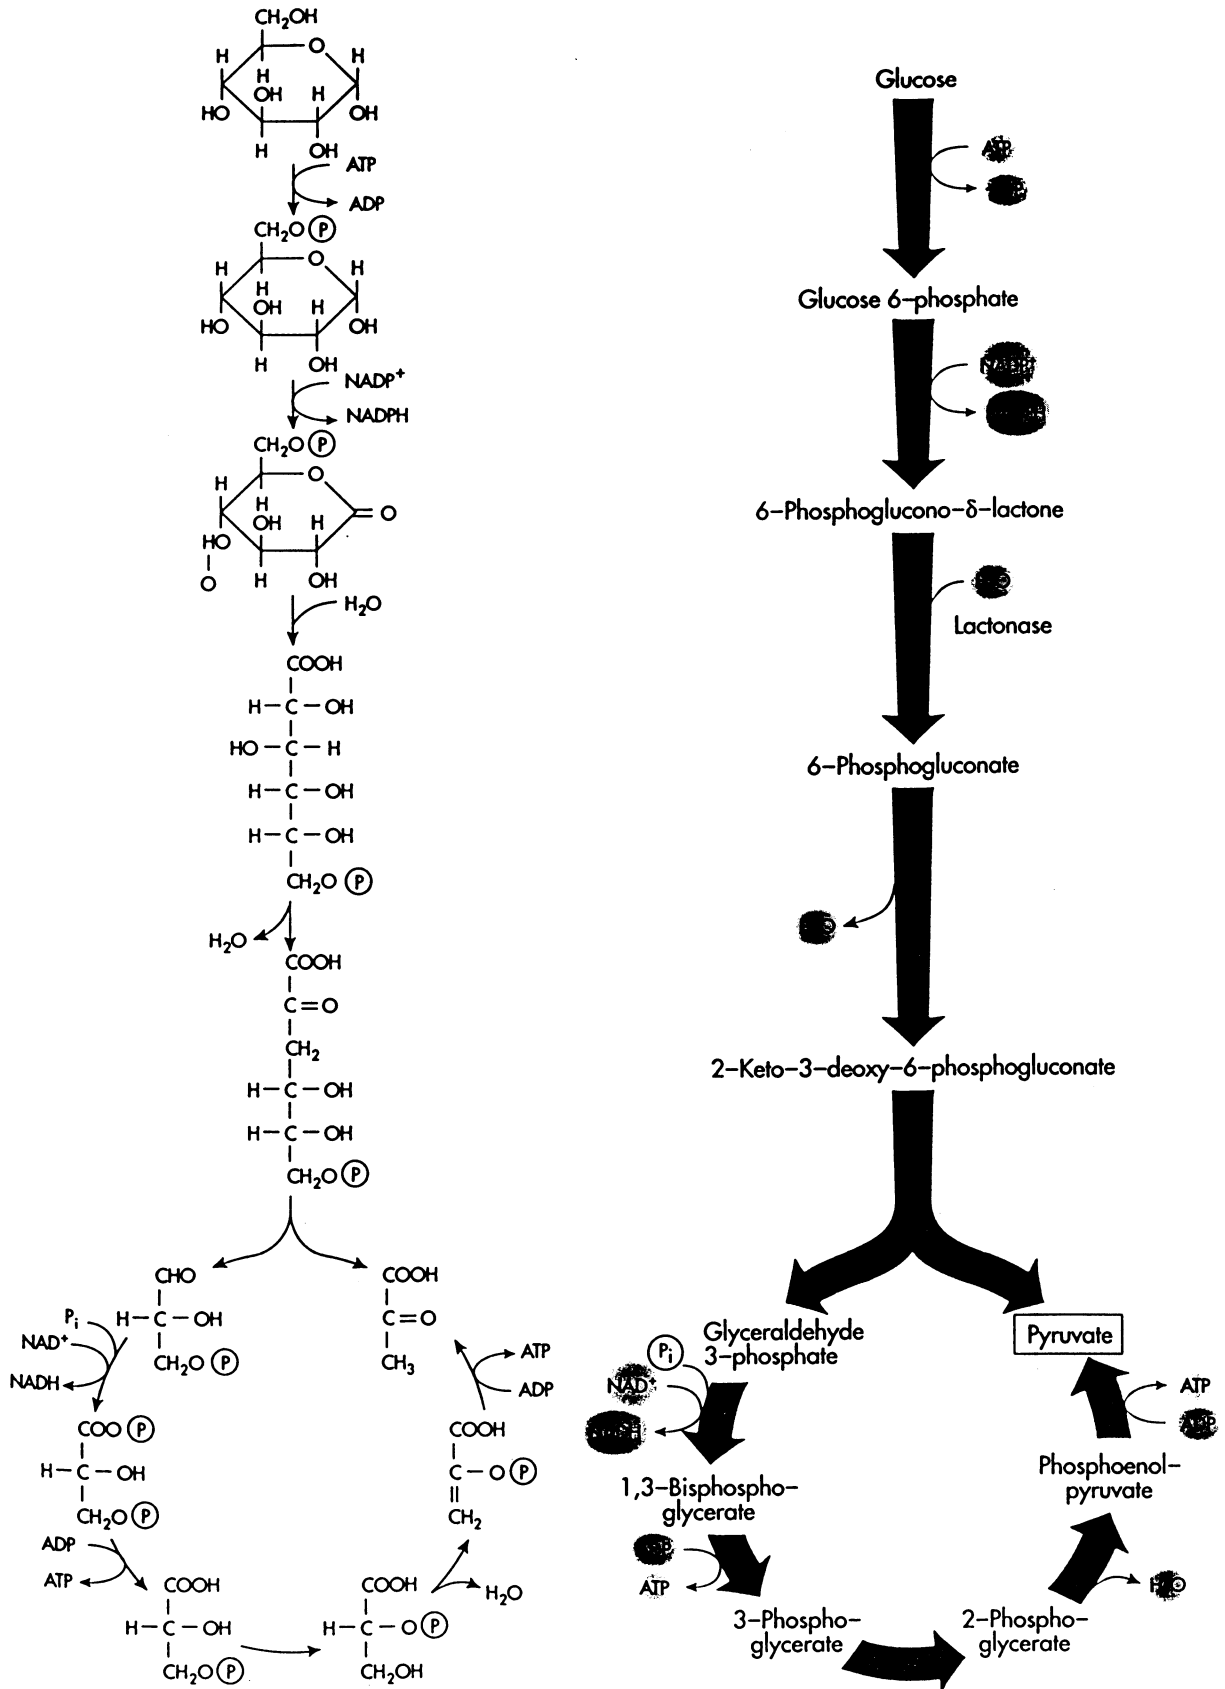 CH₂OH
O
H
H
H
OH
H
HO
OH
H
OH
ATP
ADP
CH₂O P
O
H
H
H
OH
H
HO
OH
H
OH
NADP⁺
NADPH
CH₂O P
O
H
H
OH
H
HO
= O
O
H
OH
H₂O
COOH
H–C–OH
HO–C–H
H–C–OH
H–C–OH
CH₂O P
H₂O
COOH
C=O
CH₂
H–C–OH
H–C–OH
CH₂O P
CHO
H–C–OH
CH₂O P
Pi
NAD⁺
NADH
COO P
H–C–OH
CH₂O P
ADP
ATP
COOH
H–C–OH
CH₂O P
COOH
H–C–O P
CH₂OH
H₂O
COOH
C–O P
CH₂
ADP
ATP
COOH
C=O
CH₃
Glucose
ATP
Glucose 6–phosphate
NADP⁺
6–Phosphoglucono–δ–lactone
Lactonase
6–Phosphogluconate
2–Keto–3–deoxy–6–phosphogluconate
Glyceraldehyde
3–phosphate
Pi
NAD⁺
1,3–Bisphospho–
glycerate
ATP
3–Phospho–
glycerate
2–Phospho–
glycerate
H₂O
Phosphoenol–
pyruvate
ADP
ATP
Pyruvate